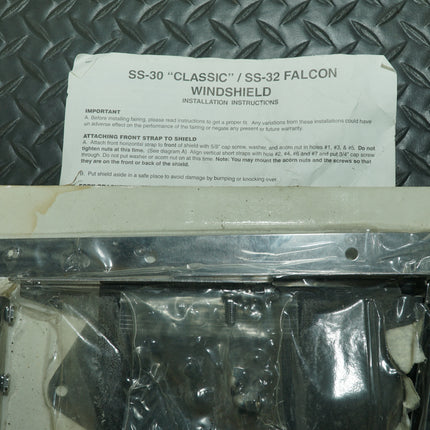 SS-30 "CLASSIC" / SS-32 FALCON
WINDSHIELD
INSTALLATION INSTRUCTIONS
IMPORTANT
A. Before installing fairing, please read instructions to get a proper fit. Any variations from these installations could have
an adverse effect on the performance of the fairing or negate any present or future warranty.
ATTACHING FRONT STRAP TO SHIELD
A. Attach front horizontal strap to front of shield with 5/8" cap screw, washer, and acorn nut in holes #1, #3, & #5. Do not
tighten nuts at this time. (See diagram A). Align vertical short straps with hole #2, #4, #6 and #7 and put 3/4" cap screw
through. Do not put washer or acorn nut on at this time. Note: You may mount the acorn nuts and the screws so that
they are on the front or back of the shield.
B. Put shield aside in a safe place to avoid damage by bumping or knocking over.